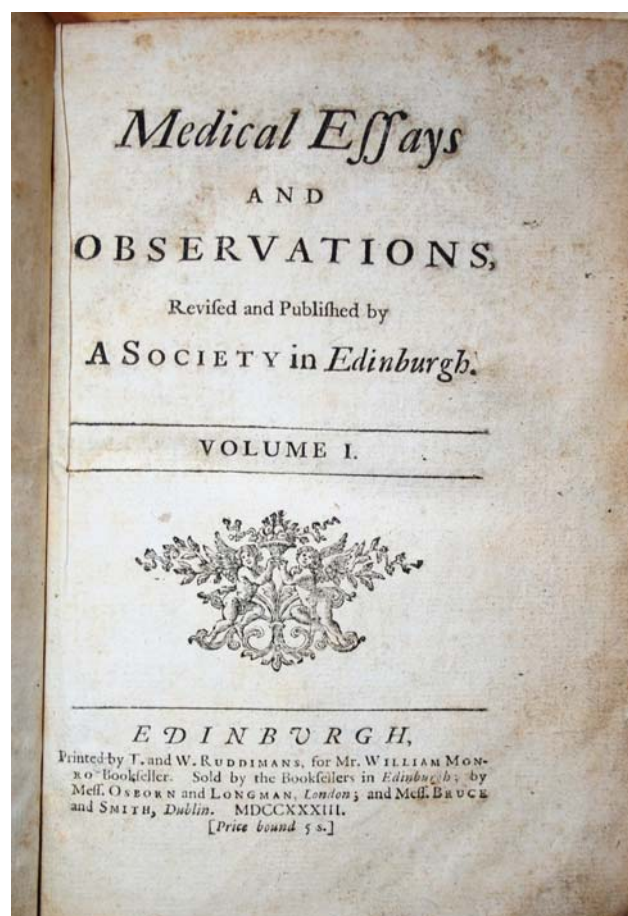 Medical Eſſays
AND
OBSERVATIONS,
Reviſed and Publiſhed by
A SOCIETY in Edinburgh.
VOLUME I.
EDINBURGH,
Printed by T. and W. RUDDIMANS, for Mr. WILLIAM MON-
RO Bookſeller. Sold by the Bookſellers in Edinburgh; by
Meſſ. OSBORN and LONGMAN, London; and Meſſ. BRUCE
and SMITH, Dublin. MDCCXXXIII.
[Price bound 5 s.]